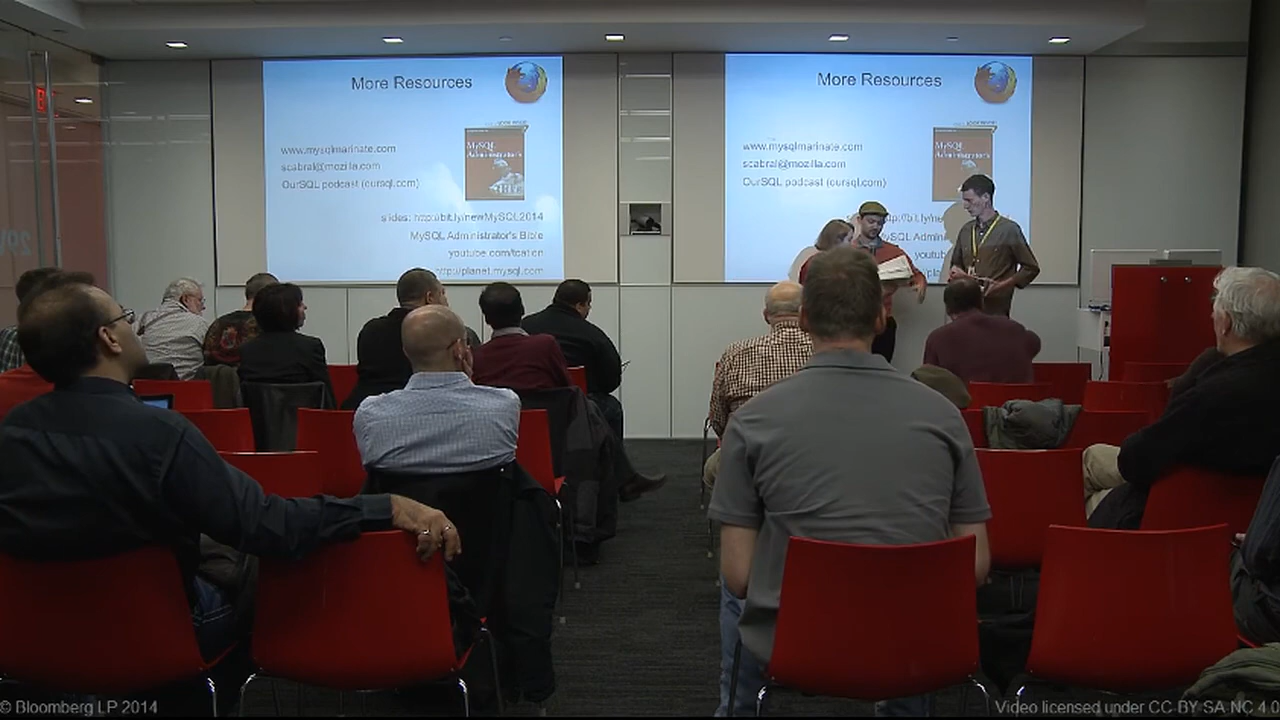 More Resources
www.mysqlmarinate.com
scabral@mozilla.com
OurSQL podcast (oursql.com)
MySQL
Administrator's
slides: http://bit.ly/newMySQL2014
MySQL Administrator's Bible
youtube.com/tcation
http://planet.mysql.com
More Resources
www.mysqlmarinate.com
scabral@mozilla.com
OurSQL podcast (oursql.com)
MySQL
Administrator's
© Bloomberg LP 2014
Video licensed under CC BY SA NC 4.0